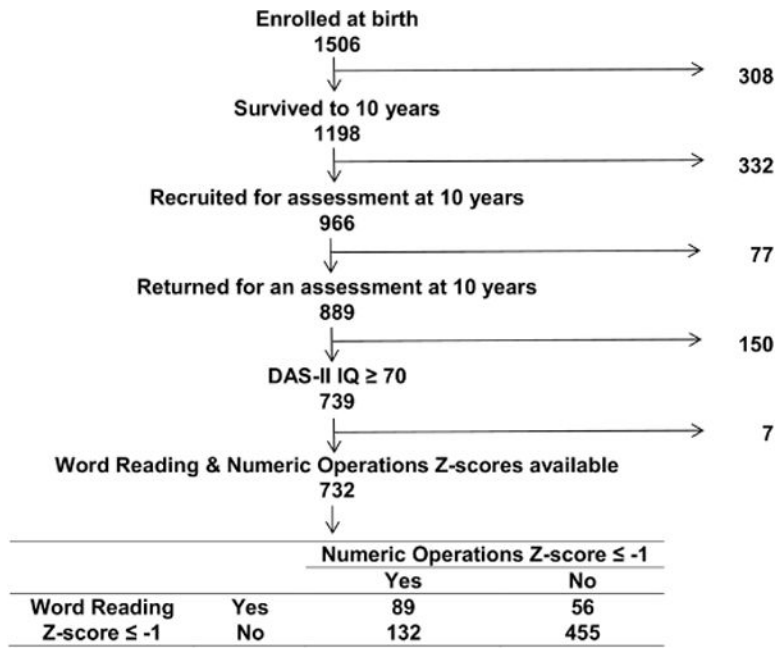 Enrolled at birth
1506
308
Survived to 10 years
1198
332
Recruited for assessment at 10 years
966
77
Returned for an assessment at 10 years
889
150
DAS-II IQ ≥ 70
739
7
Word Reading & Numeric Operations Z-scores available
732
Numeric Operations Z-score ≤ -1
Yes No
Word Reading Yes 89 56
Z-score ≤ -1 No 132 455